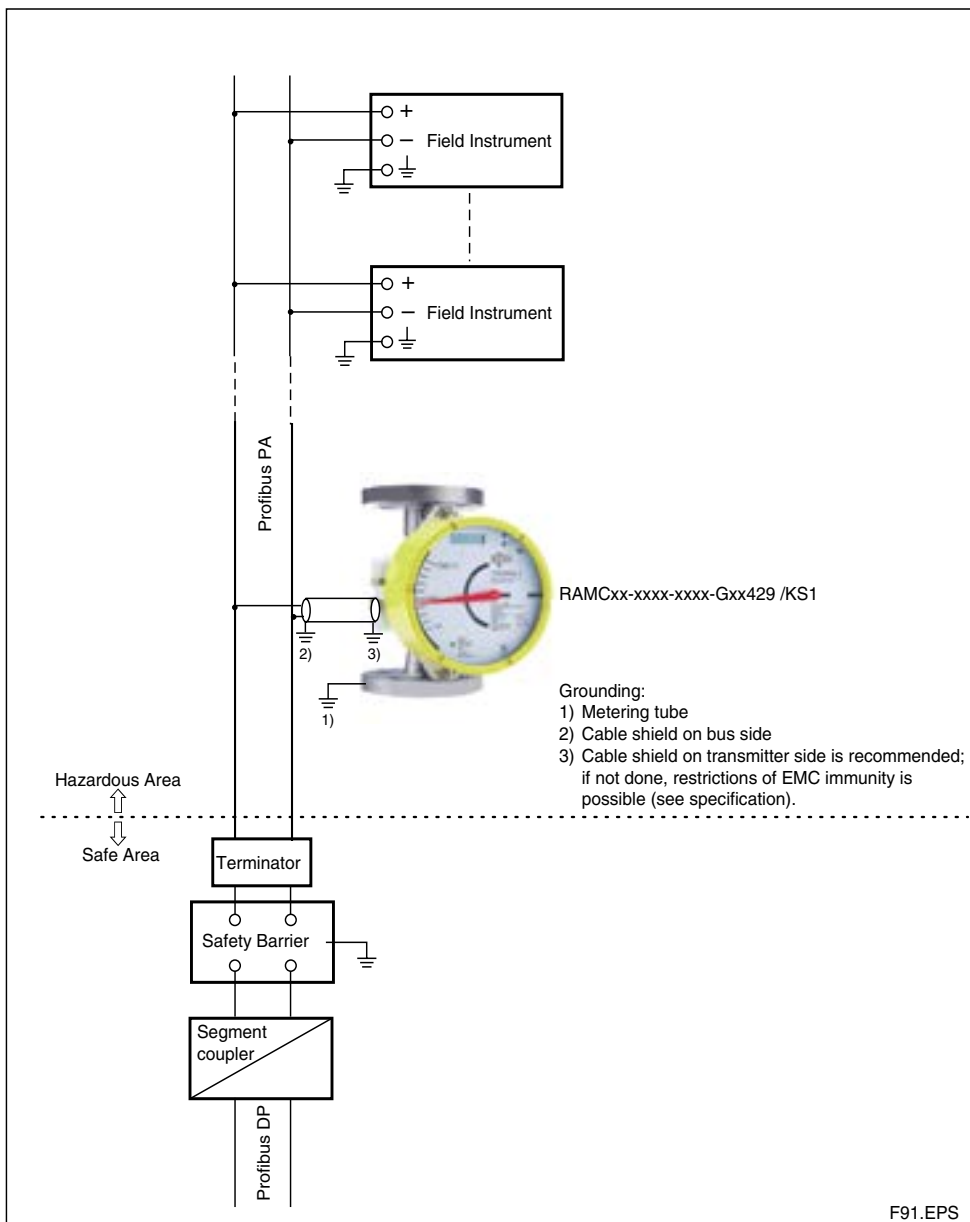 +
− Field Instrument
+
− Field Instrument
Profibus PA
RAMCxx-xxxx-xxxx-Gxx429 /KS1
2)
3)
1)
Grounding:
1) Metering tube
2) Cable shield on bus side
3) Cable shield on transmitter side is recommended;
if not done, restrictions of EMC immunity is
possible (see specification).
Hazardous Area
Safe Area
Terminator
Safety Barrier
Segment
coupler
Profibus DP
F91.EPS